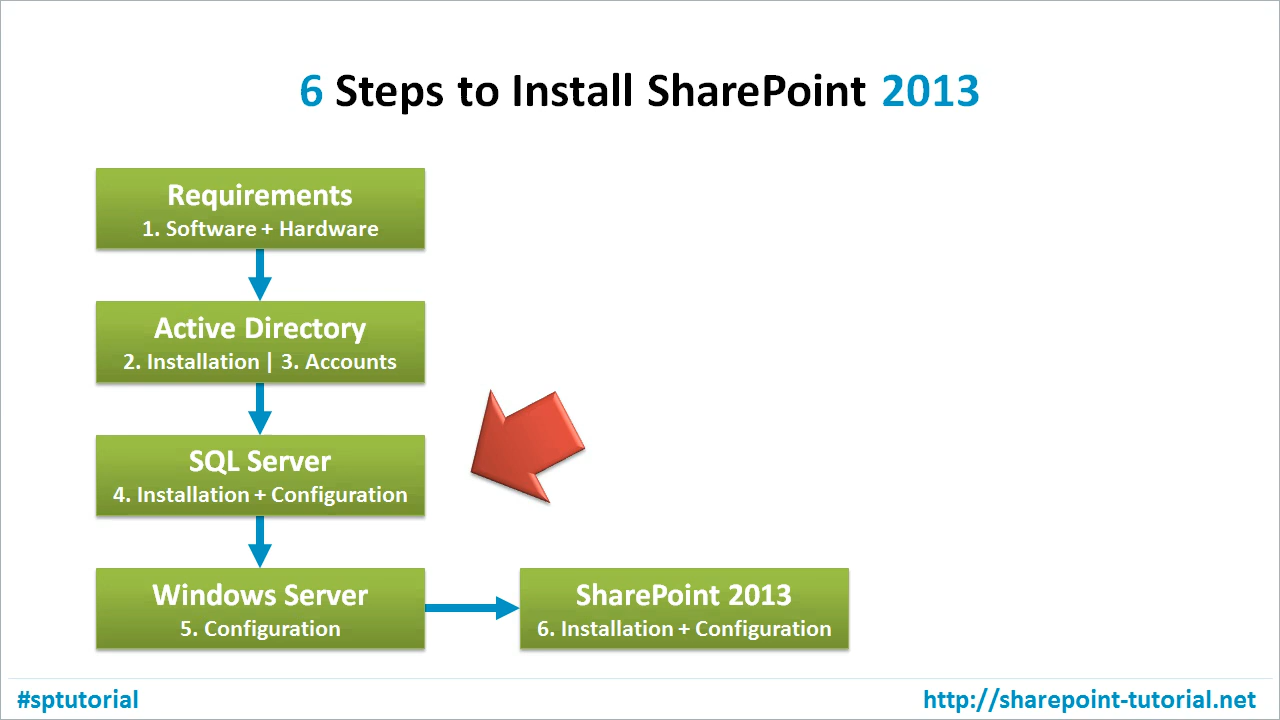 6 Steps to Install SharePoint 2013
Requirements
1. Software + Hardware
Active Directory
2. Installation | 3. Accounts
SQL Server
4. Installation + Configuration
Windows Server
5. Configuration
SharePoint 2013
6. Installation + Configuration
#sptutorial
http://sharepoint-tutorial.net